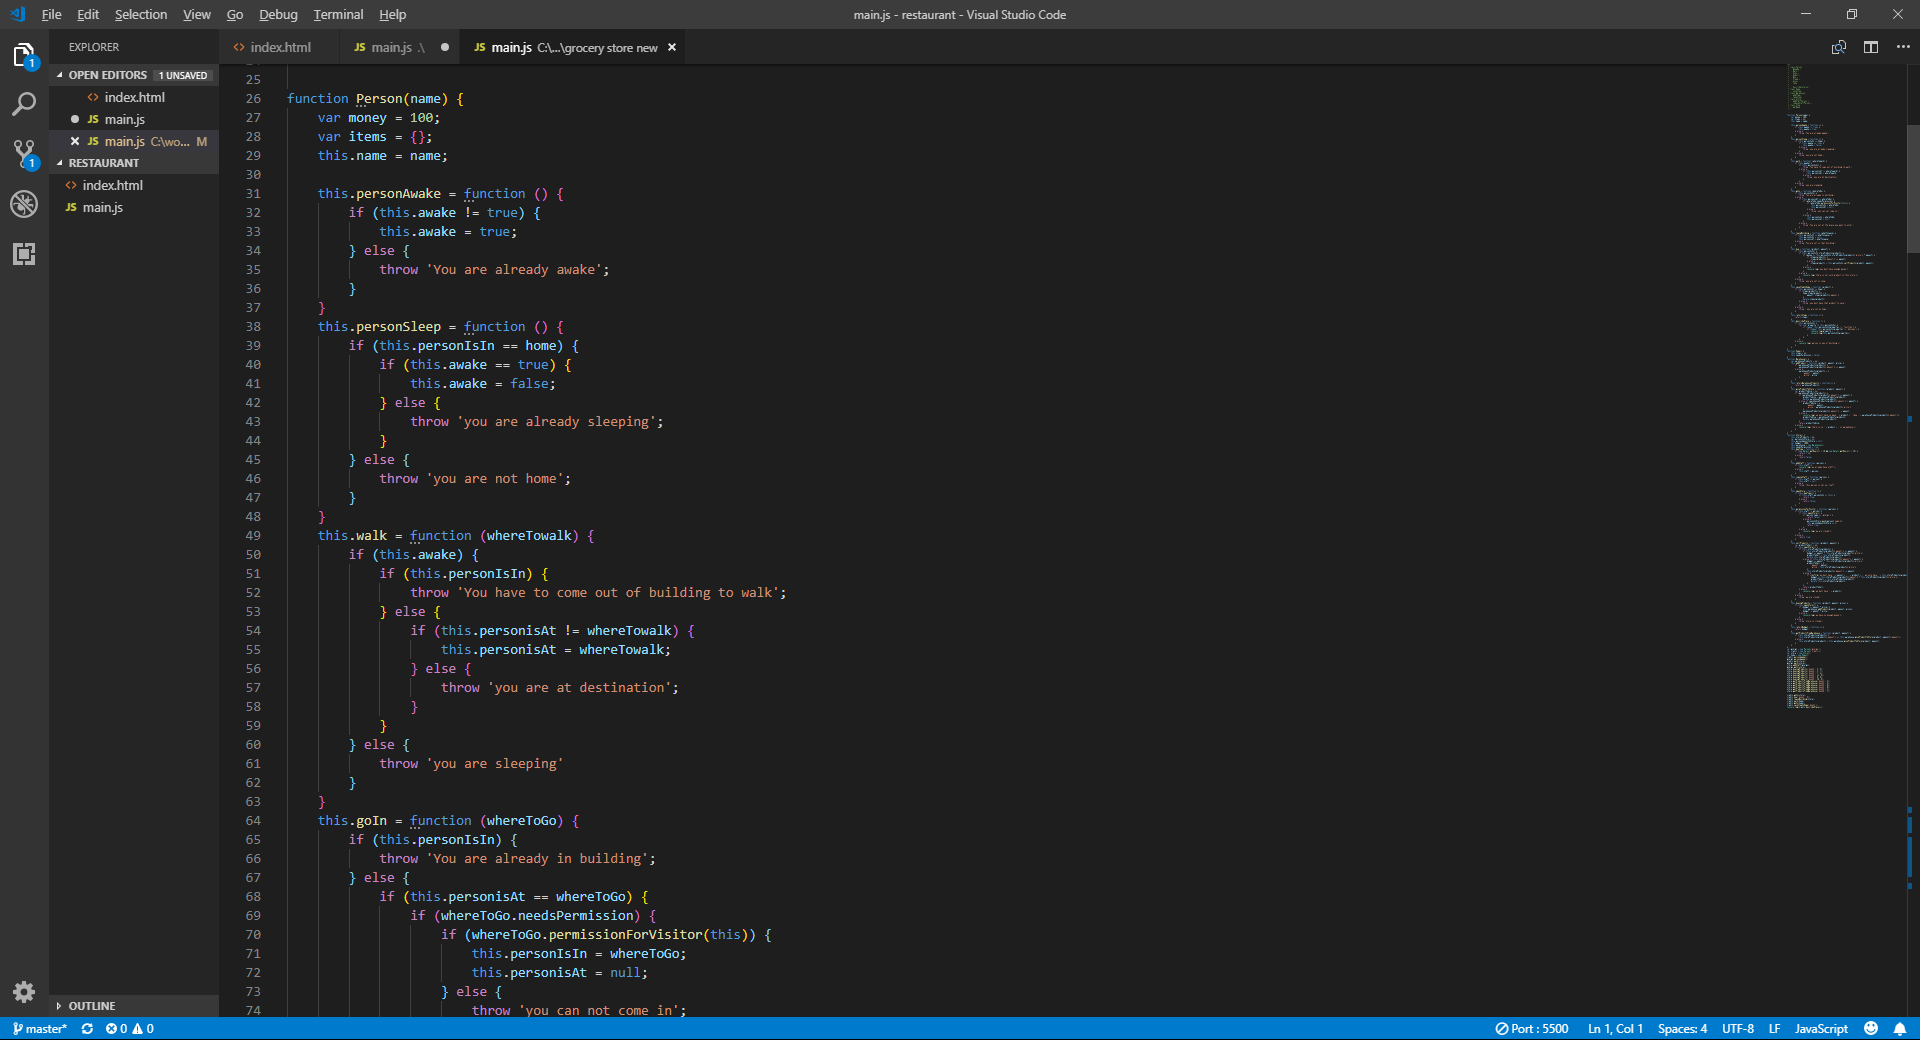 File Edit Selection View Go Debug Terminal Help
main.js - restaurant - Visual Studio Code
EXPLORER
OPEN EDITORS 1 UNSAVED
index.html
JS main.js
JS main.js C:\wo... M
RESTAURANT
index.html
JS main.js
OUTLINE
index.html
JS main.js .\
JS main.js C:\...\grocery store new
25
26 function Person(name) {
27 var money = 100;
28 var items = {};
29 this.name = name;
30
31 this.personAwake = function () {
32 if (this.awake != true) {
33 this.awake = true;
34 } else {
35 throw 'You are already awake';
36 }
37 }
38 this.personSleep = function () {
39 if (this.personIsIn == home) {
40 if (this.awake == true) {
41 this.awake = false;
42 } else {
43 throw 'you are already sleeping';
44 }
45 } else {
46 throw 'you are not home';
47 }
48 }
49 this.walk = function (whereTowalk) {
50 if (this.awake) {
51 if (this.personIsIn) {
52 throw 'You have to come out of building to walk';
53 } else {
54 if (this.personisAt != whereTowalk) {
55 this.personisAt = whereTowalk;
56 } else {
57 throw 'you are at destination';
58 }
59 }
60 } else {
61 throw 'you are sleeping'
62 }
63 }
64 this.goIn = function (whereToGo) {
65 if (this.personIsIn) {
66 throw 'You are already in building';
67 } else {
68 if (this.personisAt == whereToGo) {
69 if (whereToGo.needsPermission) {
70 if (whereToGo.permissionForVisitor(this)) {
71 this.personIsIn = whereToGo;
72 this.personisAt = null;
73 } else {
74 throw 'you can not come in';
1
1
master* 0 0
Port : 5500 Ln 1, Col 1 Spaces: 4 UTF-8 LF JavaScript